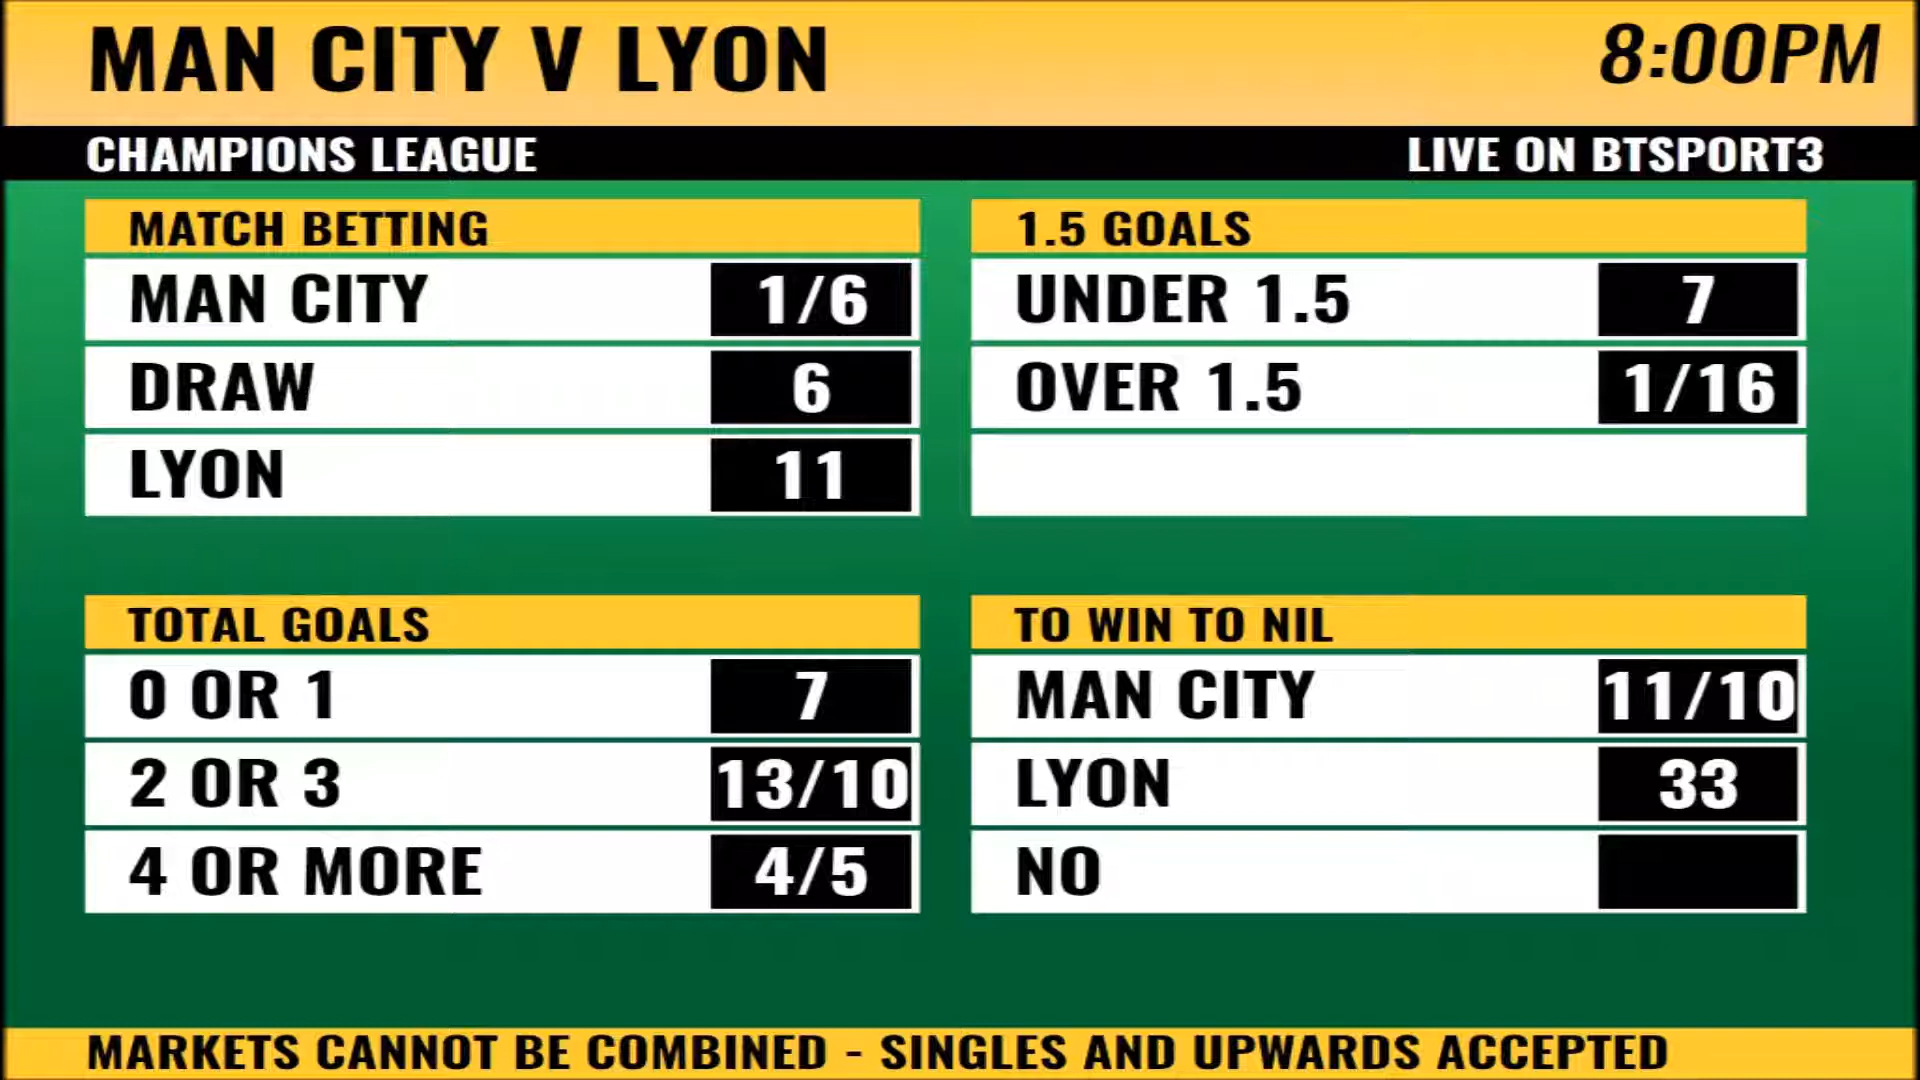 MAN CITY V LYON
8:00PM
CHAMPIONS LEAGUE
LIVE ON BTSPORT3
MATCH BETTING
MAN CITY 1/6
DRAW 6
LYON 11
1.5 GOALS
UNDER 1.5 7
OVER 1.5 1/16
TOTAL GOALS
0 OR 1 7
2 OR 3 13/10
4 OR MORE 4/5
TO WIN TO NIL
MAN CITY 11/10
LYON 33
NO
MARKETS CANNOT BE COMBINED - SINGLES AND UPWARDS ACCEPTED